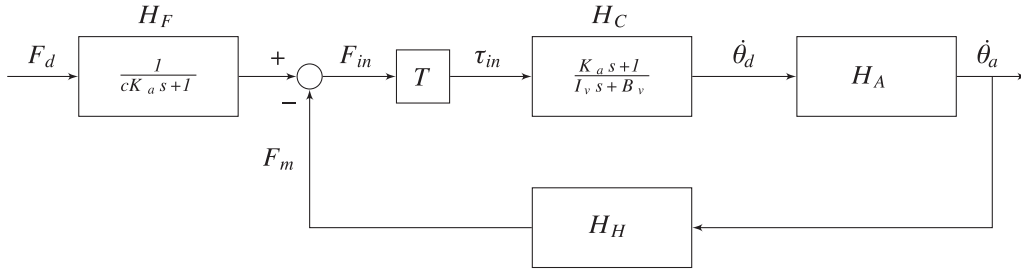 H_F
H_C
F_d
1
cK_a s+1
+
−
F_in
T
τ_in
K_a s+1
I_v s+B_v
θ̇_d
H_A
θ̇_a
F_m
H_H